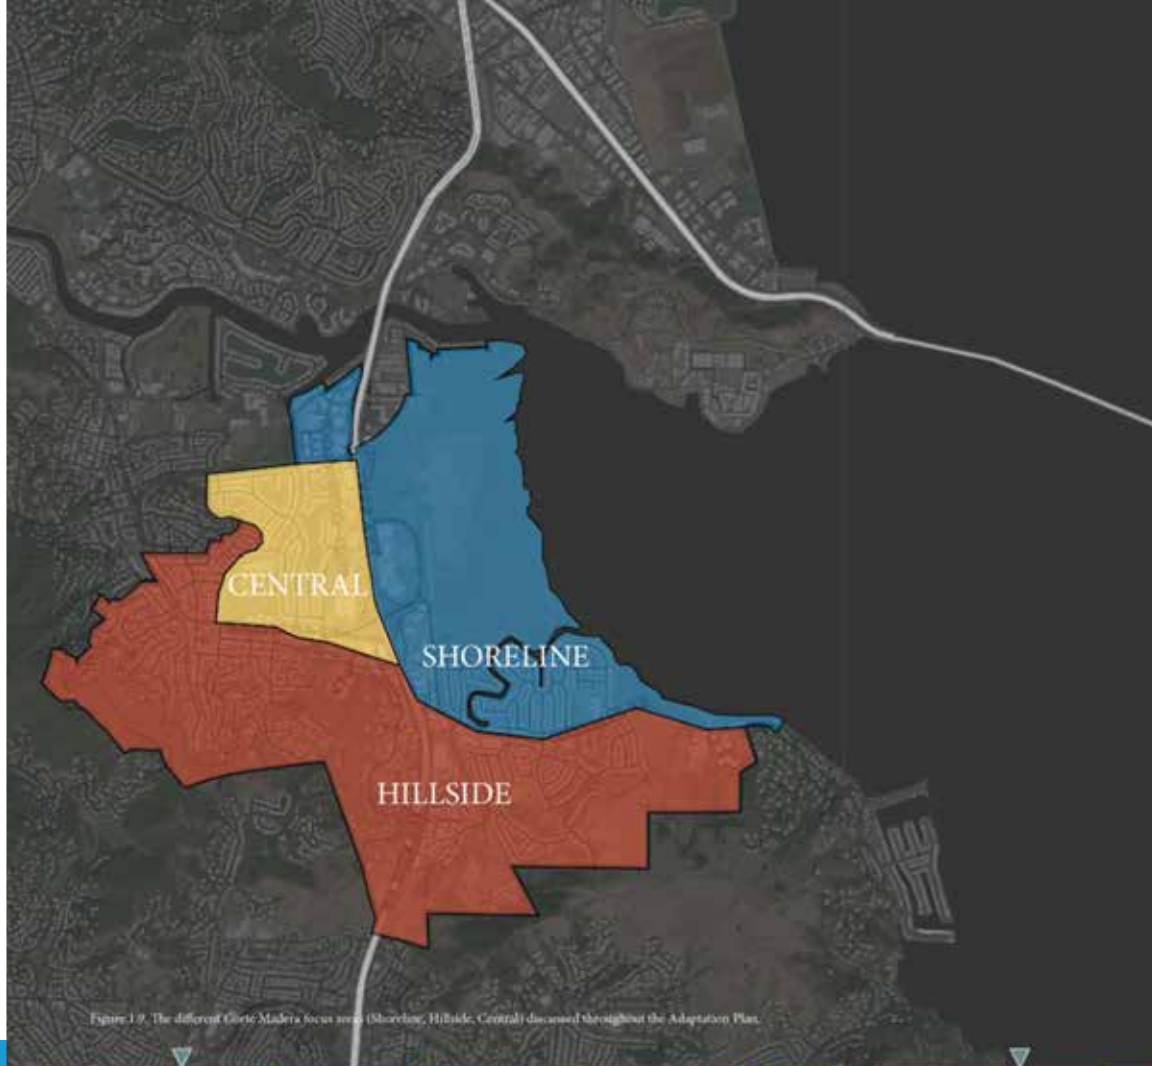 CENTRAL
SHORELINE
HILLSIDE
Figure 1.9. The different Corte Madera focus areas (Shoreline, Hillside, Central) discussed throughout the Adaptation Plan.